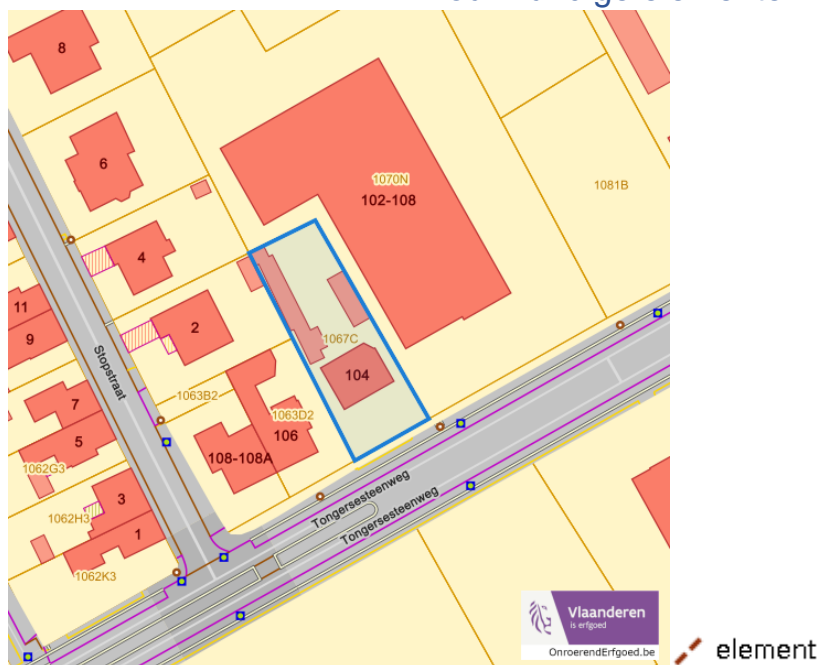 8
6
1070N
102-108
1081B
4
11
2
9
1067C
Stopstraat
104
7
1063B2
1063D2
5
106
108-108A
1062G3
3
Tongersesteenweg
1062H3
1
Tongersesteenweg
1062K3
Vlaanderen
is erfgoed
OnroerendErfgoed.be
element